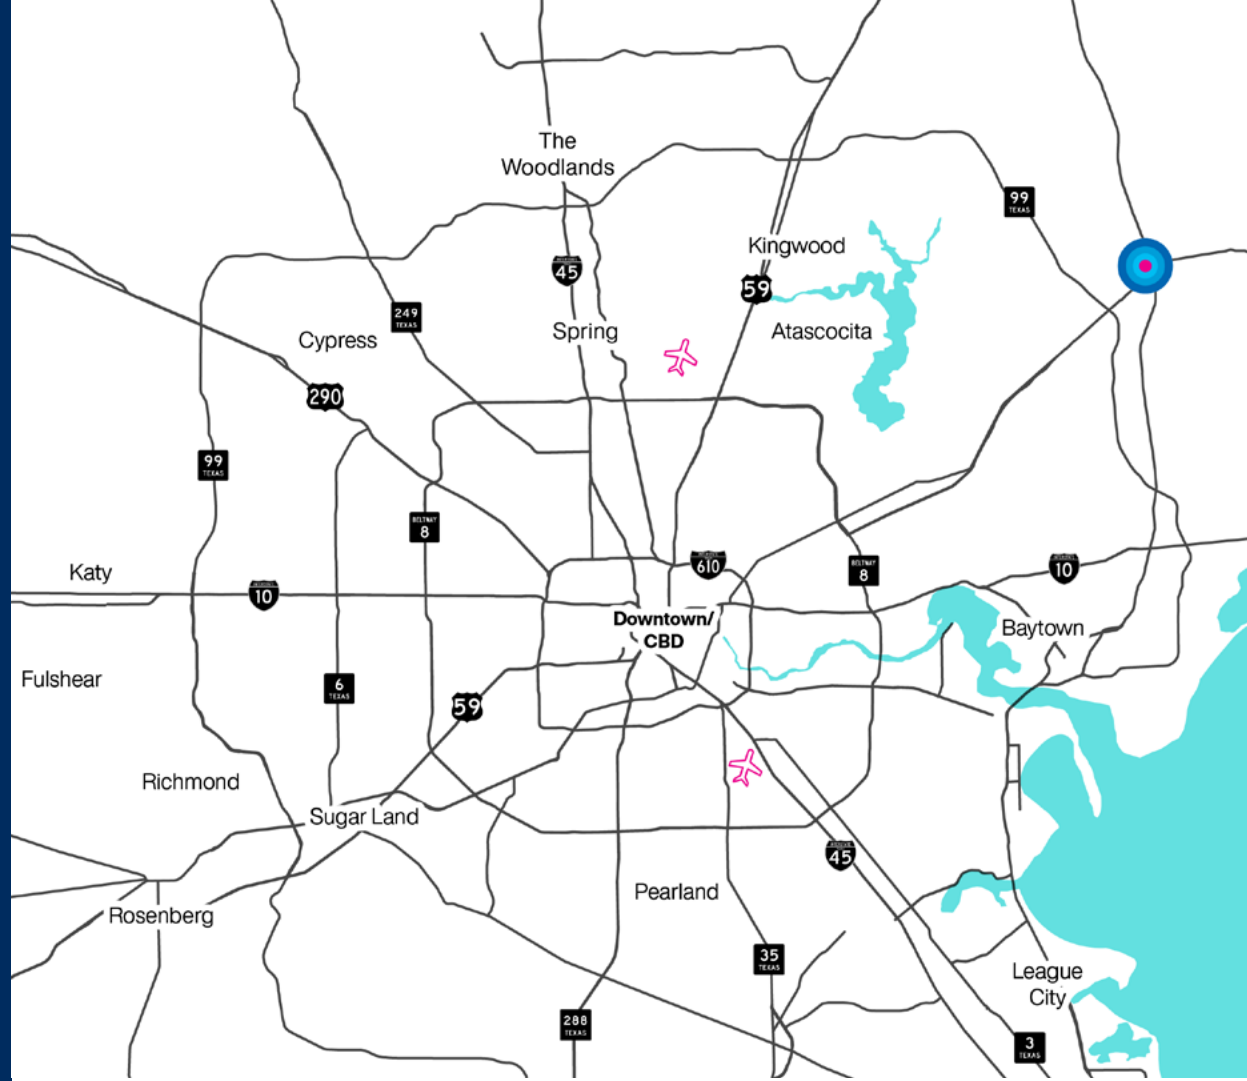 The
Woodlands
99
TEXAS
Kingwood
45
59
249
TEXAS
Spring
Atascocita
Cypress
290
99
TEXAS
BELTWAY
8
610
BELTWAY
8
10
Katy
10
Downtown/
CBD
Baytown
Fulshear
6
TEXAS
59
Richmond
Sugar Land
45
Pearland
Rosenberg
35
TEXAS
League
City
288
TEXAS
3
TEXAS